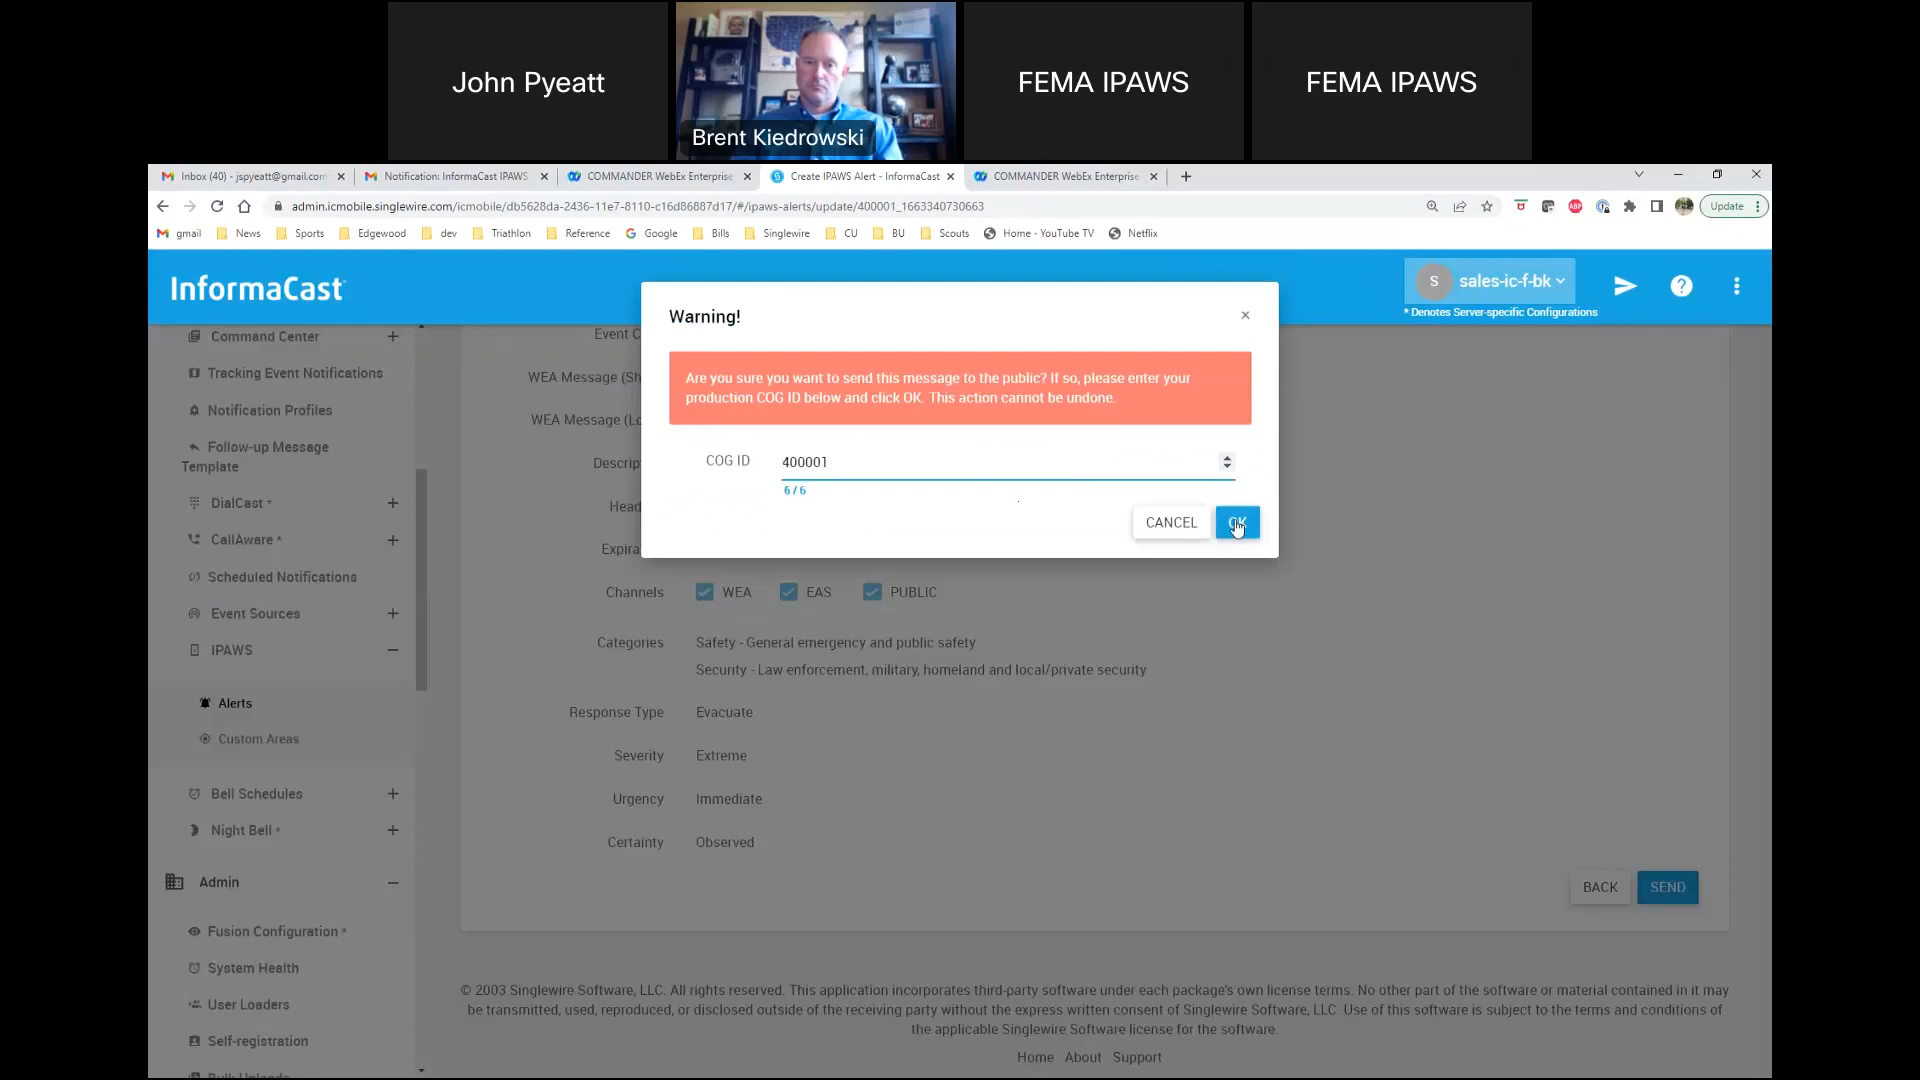 John Pyeatt
Brent Kiedrowski
FEMA IPAWS
FEMA IPAWS
Inbox (40) - jspyeatt@gmail.com
Notification: InformaCast IPAWS
COMMANDER WebEx Enterprise
Create IPAWS Alert - InformaCast
COMMANDER WebEx Enterprise
admin.icmobile.singlewire.com/icmobile/db5628da-2436-11e7-8110-c16d86887d17/#/ipaws-alerts/update/400001_1663340730663
ABP
Update
gmail
News
Sports
Edgewood
dev
Triathlon
Reference
Google
Bills
Singlewire
CU
BU
Scouts
Home - YouTube TV
Netflix
InformaCast
S
sales-ic-f-bk
* Denotes Server-specific Configurations
Command Center
Tracking Event Notifications
Notification Profiles
Follow-up Message
Template
DialCast *
CallAware *
Scheduled Notifications
Event Sources
IPAWS
Alerts
Custom Areas
Bell Schedules
Night Bell *
Admin
Fusion Configuration *
System Health
User Loaders
Self-registration
Event C
WEA Message (Sh
WEA Message (Lo
Descrip
Head
Expira
Warning!
Are you sure you want to send this message to the public? If so, please enter your
production COG ID below and click OK. This action cannot be undone.
COG ID
400001
6 / 6
CANCEL
OK
Channels
WEA
EAS
PUBLIC
Categories
Safety - General emergency and public safety
Security - Law enforcement, military, homeland and local/private security
Response Type
Evacuate
Severity
Extreme
Urgency
Immediate
Certainty
Observed
BACK
SEND
© 2003 Singlewire Software, LLC. All rights reserved. This application incorporates third-party software under each package's own license terms. No other part of the software or material contained in it may
be transmitted, used, reproduced, or disclosed outside of the receiving party without the express written consent of Singlewire Software, LLC. Use of this software is subject to the terms and conditions of
the applicable Singlewire Software license for the software.
Home About Support